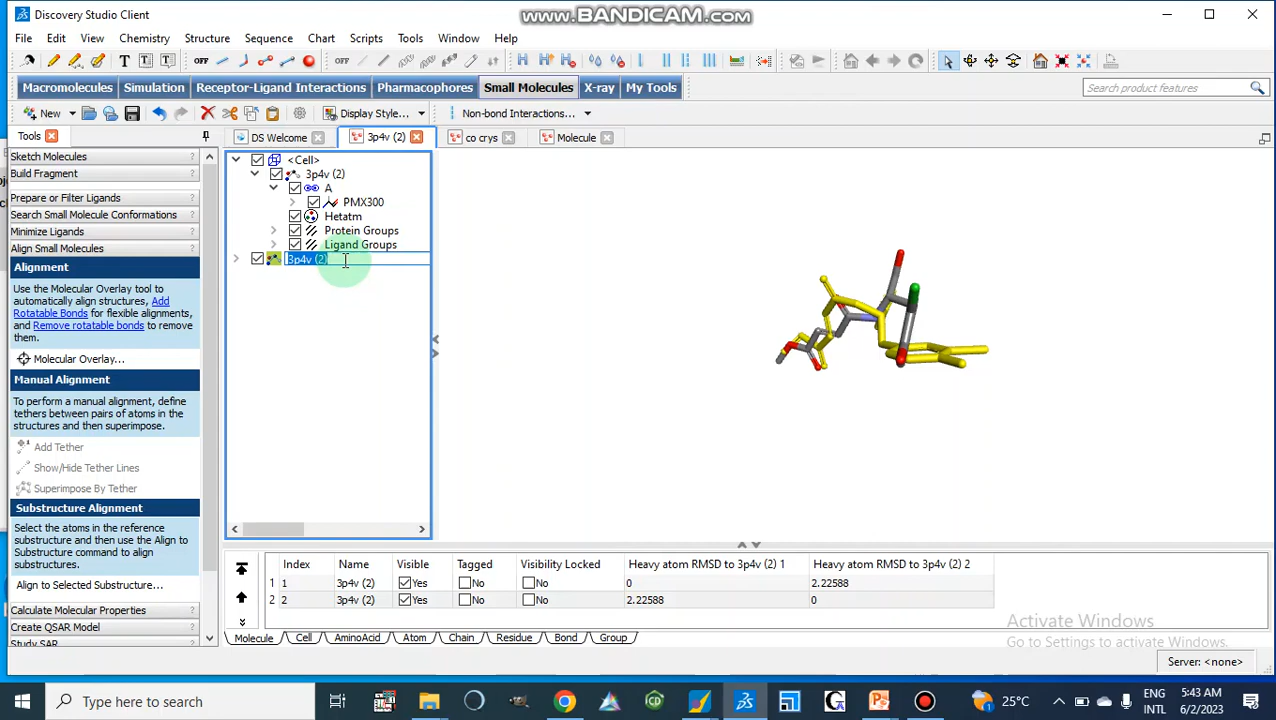 Discovery Studio Client
www.BANDICAM.com
File Edit View Chemistry Structure Sequence Chart Scripts Tools Window Help
OFF OFF
Macromolecules Simulation Receptor-Ligand Interactions Pharmacophores Small Molecules X-ray My Tools
Search product features
New Display Style... Non-bond Interactions...
Tools
DS Welcome 3p4v (2) co crys Molecule
Sketch Molecules ?
Build Fragment ?
Prepare or Filter Ligands ?
Search Small Molecule Conformations ?
Minimize Ligands ?
Align Small Molecules ?
Alignment
Use the Molecular Overlay tool to
automatically align structures, Add
Rotatable Bonds for flexible alignments,
and Remove rotatable bonds to remove
them.
Molecular Overlay...
Manual Alignment
To perform a manual alignment, define
tethers between pairs of atoms in the
structures and then superimpose.
Add Tether
Show/Hide Tether Lines
Superimpose By Tether
Substructure Alignment
Select the atoms in the reference
substructure and then use the Align to
Substructure command to align
structures.
Align to Selected Substructure...
Calculate Molecular Properties ?
Create QSAR Model ?
Study SAR
<Cell>
3p4v (2)
A
PMX300
Hetatm
Protein Groups
Ligand Groups
3p4v (2)
Index Name Visible Tagged Visibility Locked Heavy atom RMSD to 3p4v (2) 1 Heavy atom RMSD to 3p4v (2) 2
1 1 3p4v (2) Yes No No 0 2.22588
2 2 3p4v (2) Yes No No 2.22588 0
Activate Windows
Go to Settings to activate Windows.
Molecule Cell AminoAcid Atom Chain Residue Bond Group
Server: <none>
Type here to search
25°C
ENG
INTL
5:43 AM
6/2/2023